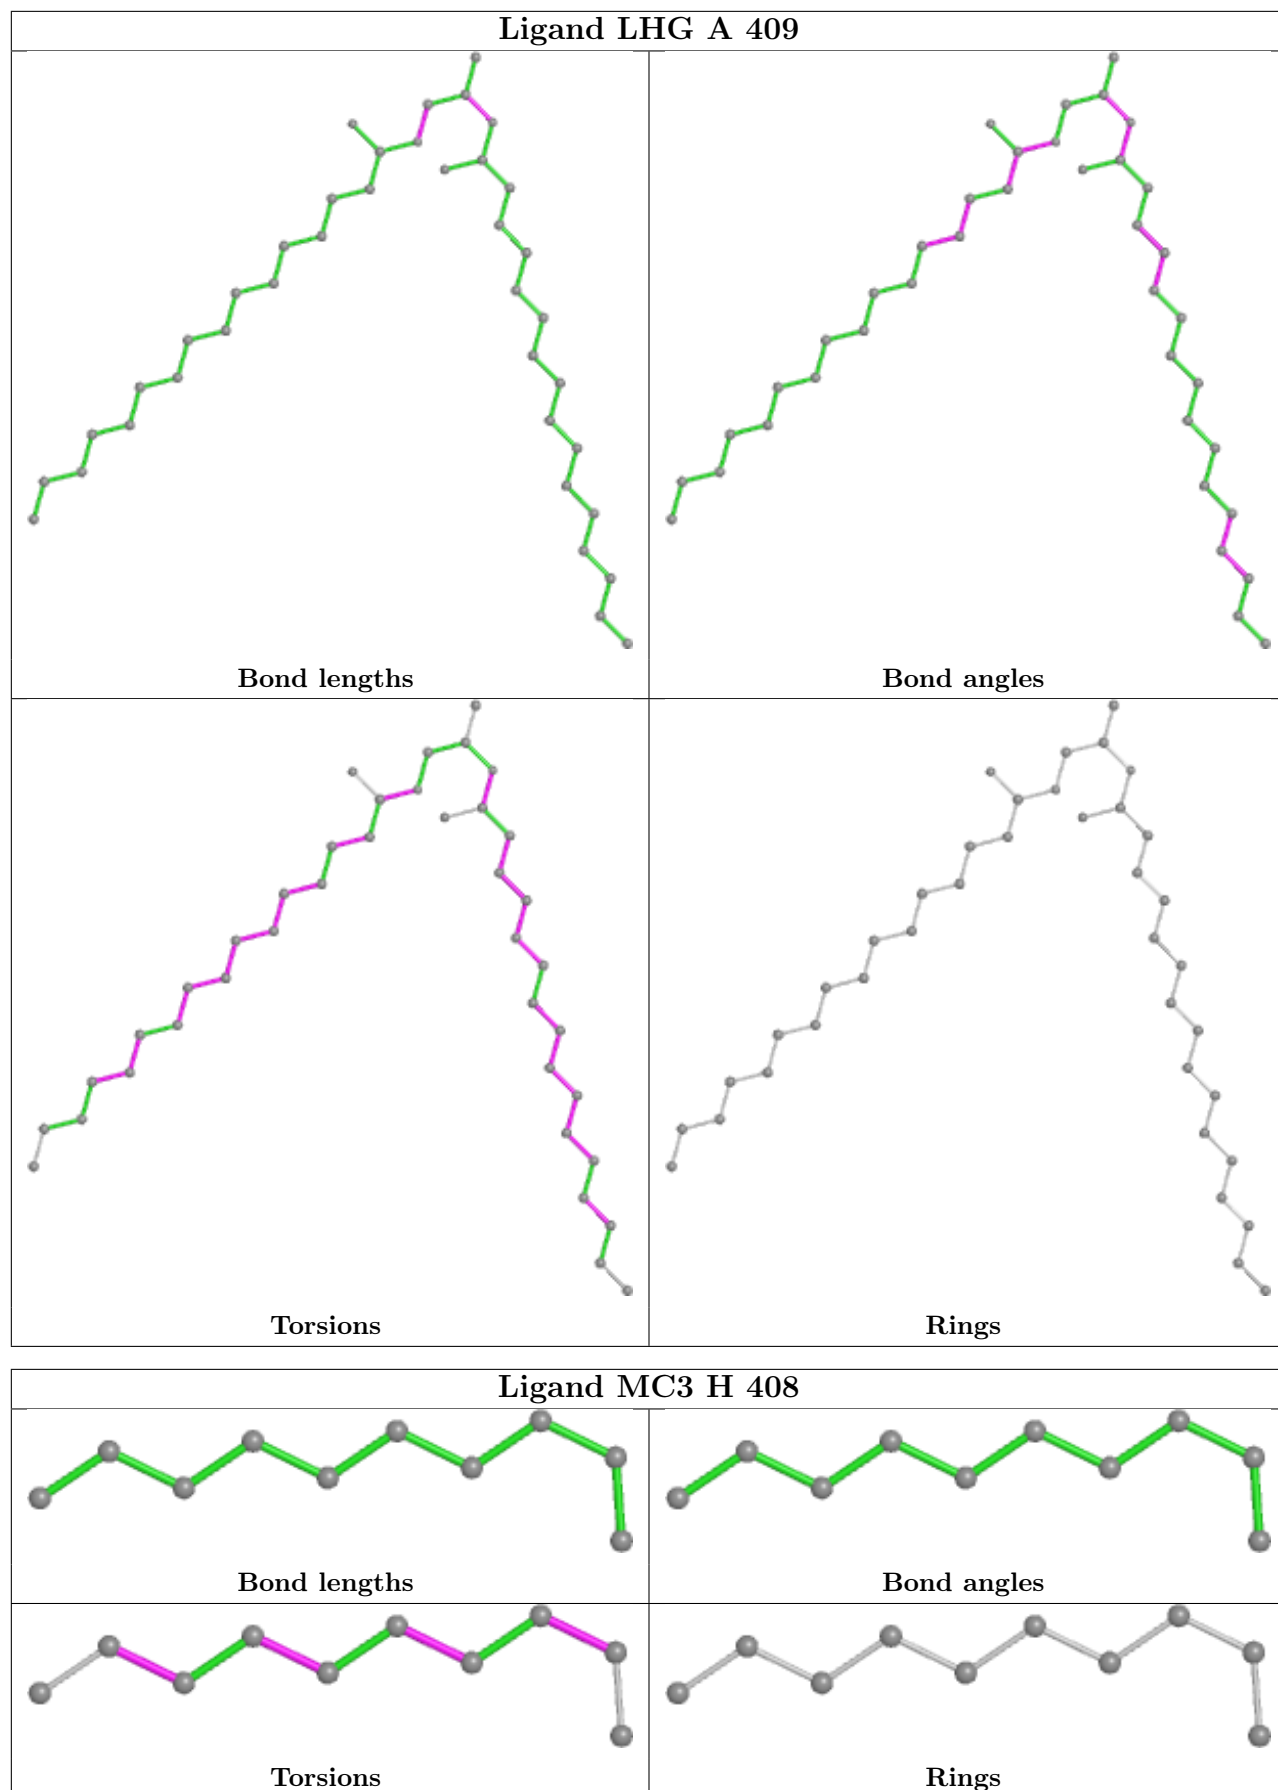 Ligand LHG A 409
Bond lengths
Bond angles
Torsions
Rings
Ligand MC3 H 408
Bond lengths
Bond angles
Torsions
Rings